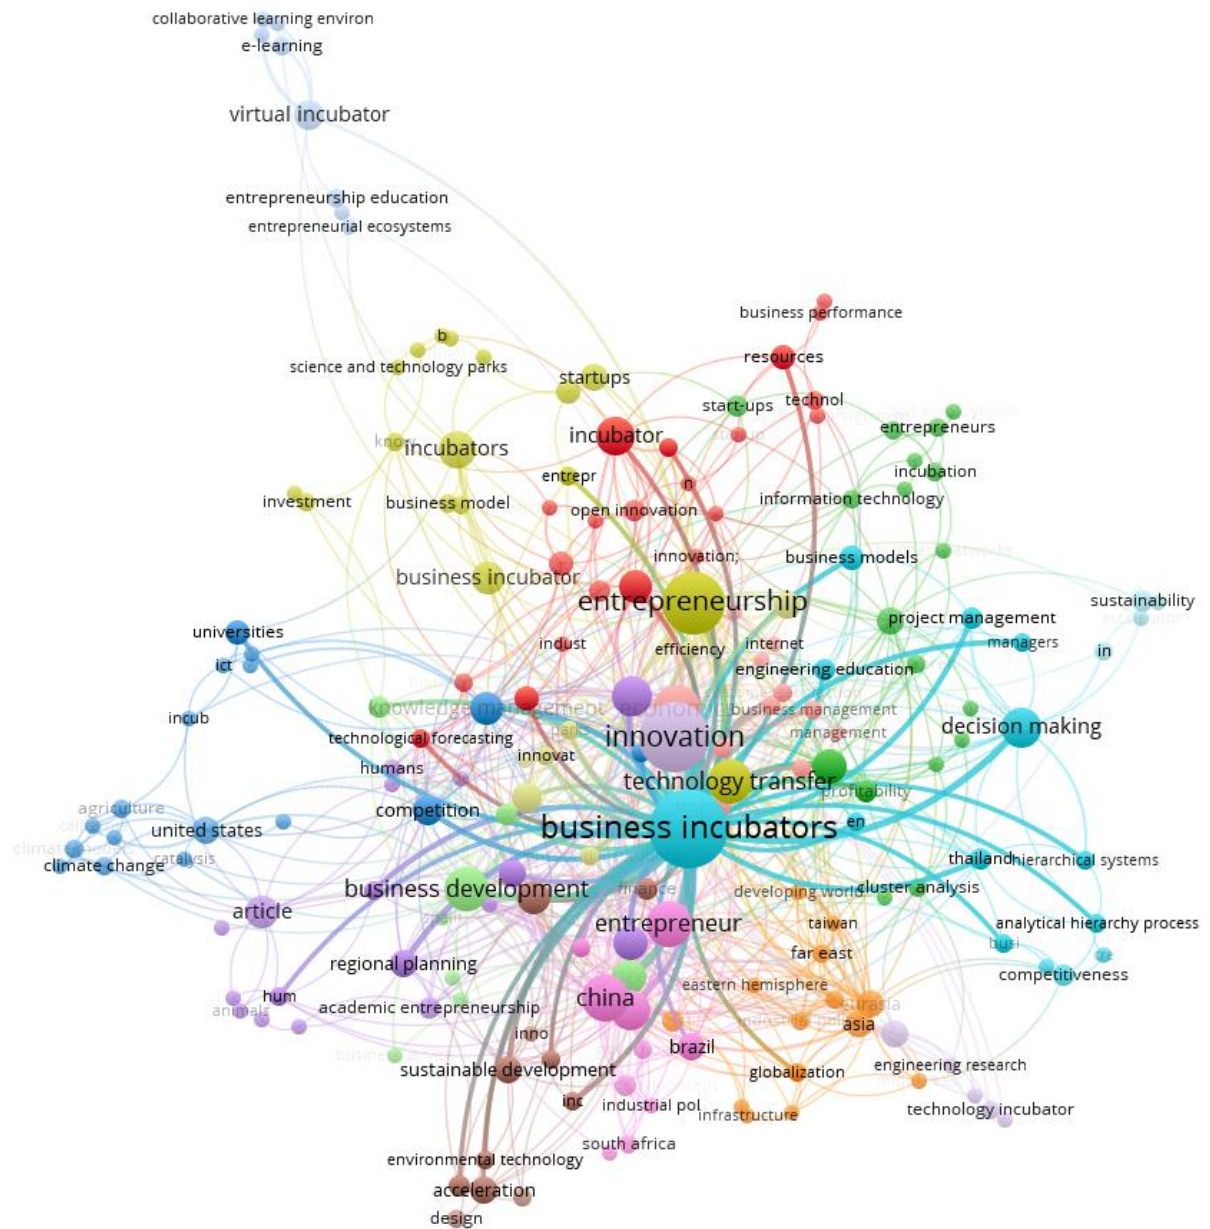 collaborative learning environ
e-learning
virtual incubator
entrepreneurship education
entrepreneurial ecosystems
business performance
b
resources
science and technology parks
startups
start-ups
technol
entrepreneurs
incubator
know
incubators
entrepr
incubation
n
investment
business model
information technology
open innovation
innovation;
business models
business incubator
entrepreneurship
sustainability
project management
universities
indust
efficiency
internet
managers
in
ict
engineering education
knowledge management
economic
business management
incub
decision making
technological forecasting
innovation
parks
management
innovat
humans
technology transfer
profitability
agriculture
competition
united states
business incubators
en
climate change
catalysis
thailand
hierarchical systems
business development
finance
developing world
cluster analysis
article
entrepreneur
taiwan
analytical hierarchy process
busi
far east
regional planning
competitiveness
re
eastern hemisphere
hum
china
academic entrepreneurship
eurasia
animals
asia
inno
brazil
sustainable development
globalization
engineering research
inc
industrial pol
infrastructure
technology incubator
south africa
environmental technology
acceleration
design